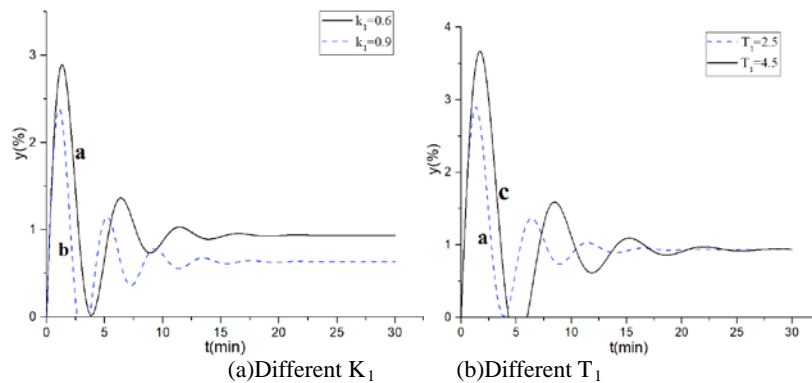 k₁=0.6
k₁=0.9
3
2
1
0
y(%)
a
b
0 5 10 15 20 25 30
t(min)
T₁=2.5
T₁=4.5
4
3
2
1
0
y(%)
c
a
0 5 10 15 20 25 30
t(min)
(a)Different K₁ (b)Different T₁